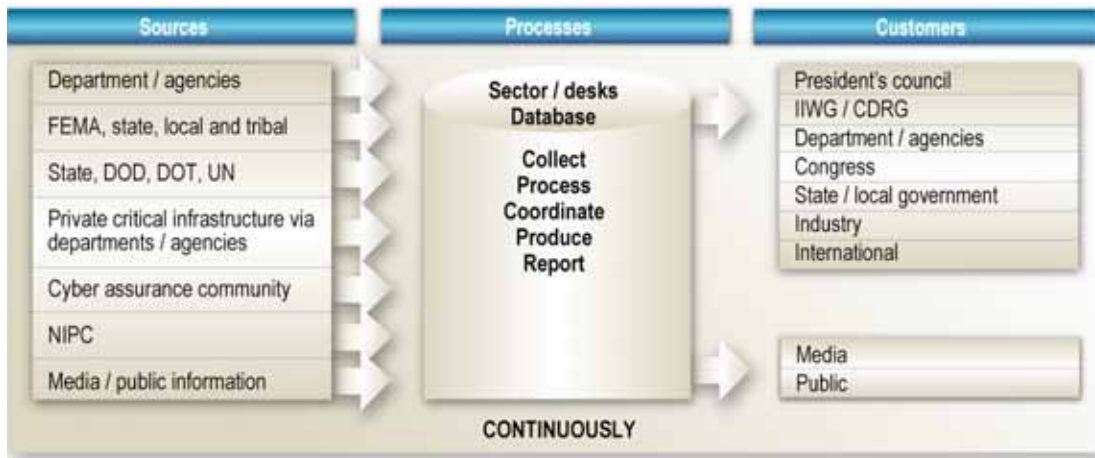 Sources
Processes
Customers
Department / agencies
FEMA, state, local and tribal
State, DOD, DOT, UN
Private critical infrastructure via
departments / agencies
Cyber assurance community
NIPC
Media / public information
Sector / desks
Database
Collect
Process
Coordinate
Produce
Report
CONTINUOUSLY
President's council
IIWG / CDRG
Department / agencies
Congress
State / local government
Industry
International
Media
Public